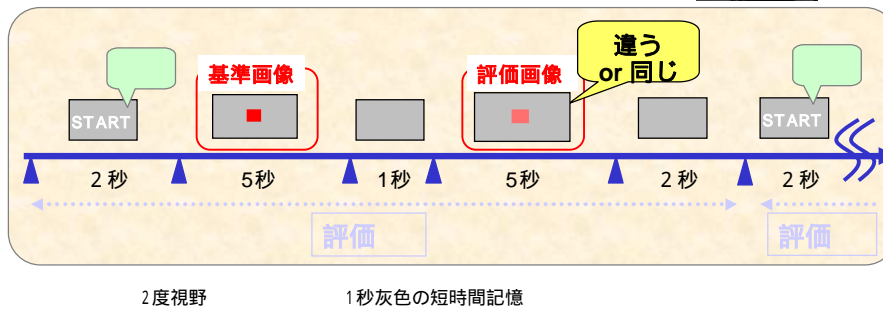 違う
or 同じ
基準画像
評価画像
START
START
2 秒
5秒
1秒
5秒
2 秒
2 秒
評価
評価
2度視野
1秒灰色の短時間記憶